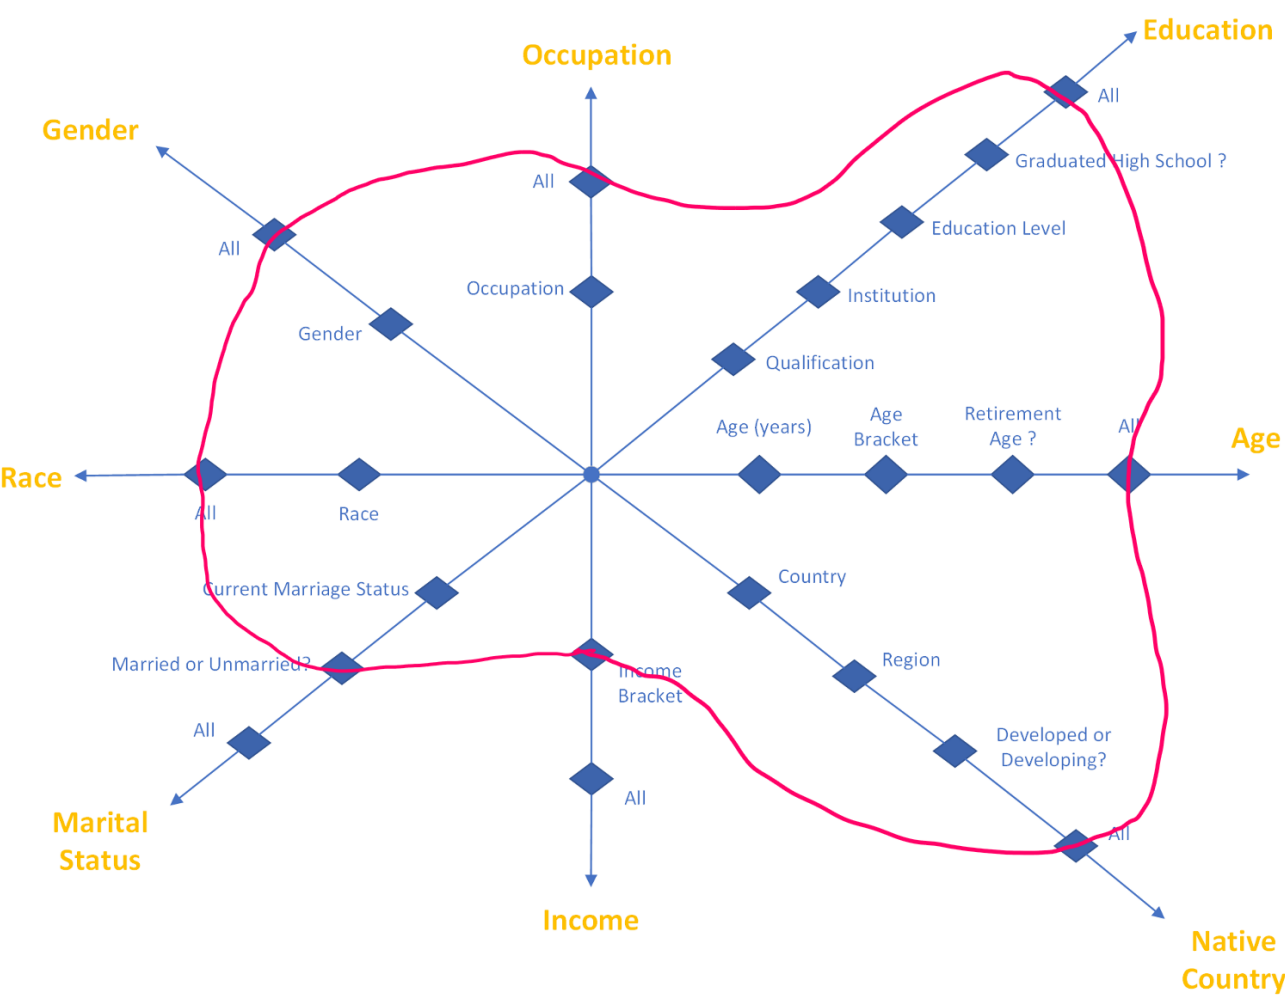 Education
Occupation
All
Gender
Graduated High School ?
All
Education Level
All
Occupation
Institution
Gender
Qualification
Age (years)
Age
Bracket
Retirement
Age ?
All
Age
Race
All
Race
Current Marriage Status
Country
Married or Unmarried?
Income
Bracket
Region
All
Developed or
Developing?
All
All
Marital
Status
Income
Native
Country